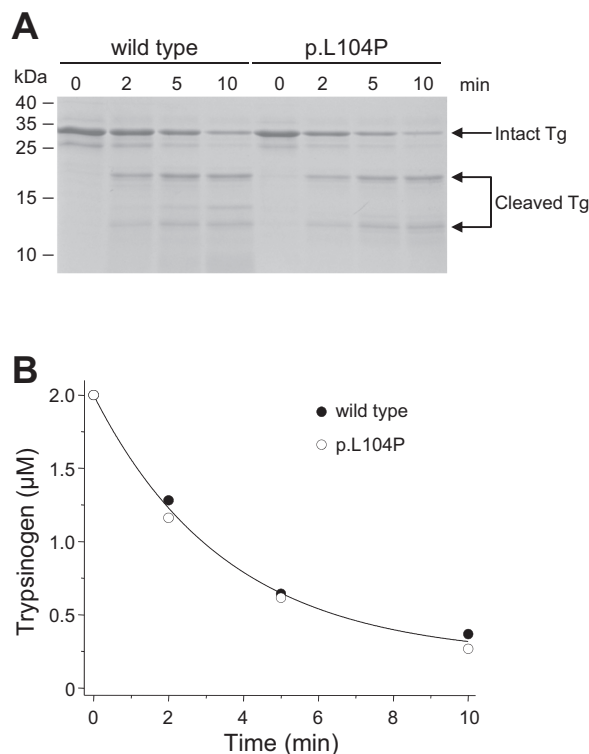 A
wild type p.L104P
kDa 0 2 5 10 0 2 5 10 min
40
35
25
15
10
Intact Tg
Cleaved Tg
B
Trypsinogen (µM)
2.0
1.5
1.0
0.5
0
wild type
p.L104P
0 2 4 6 8 10
Time (min)